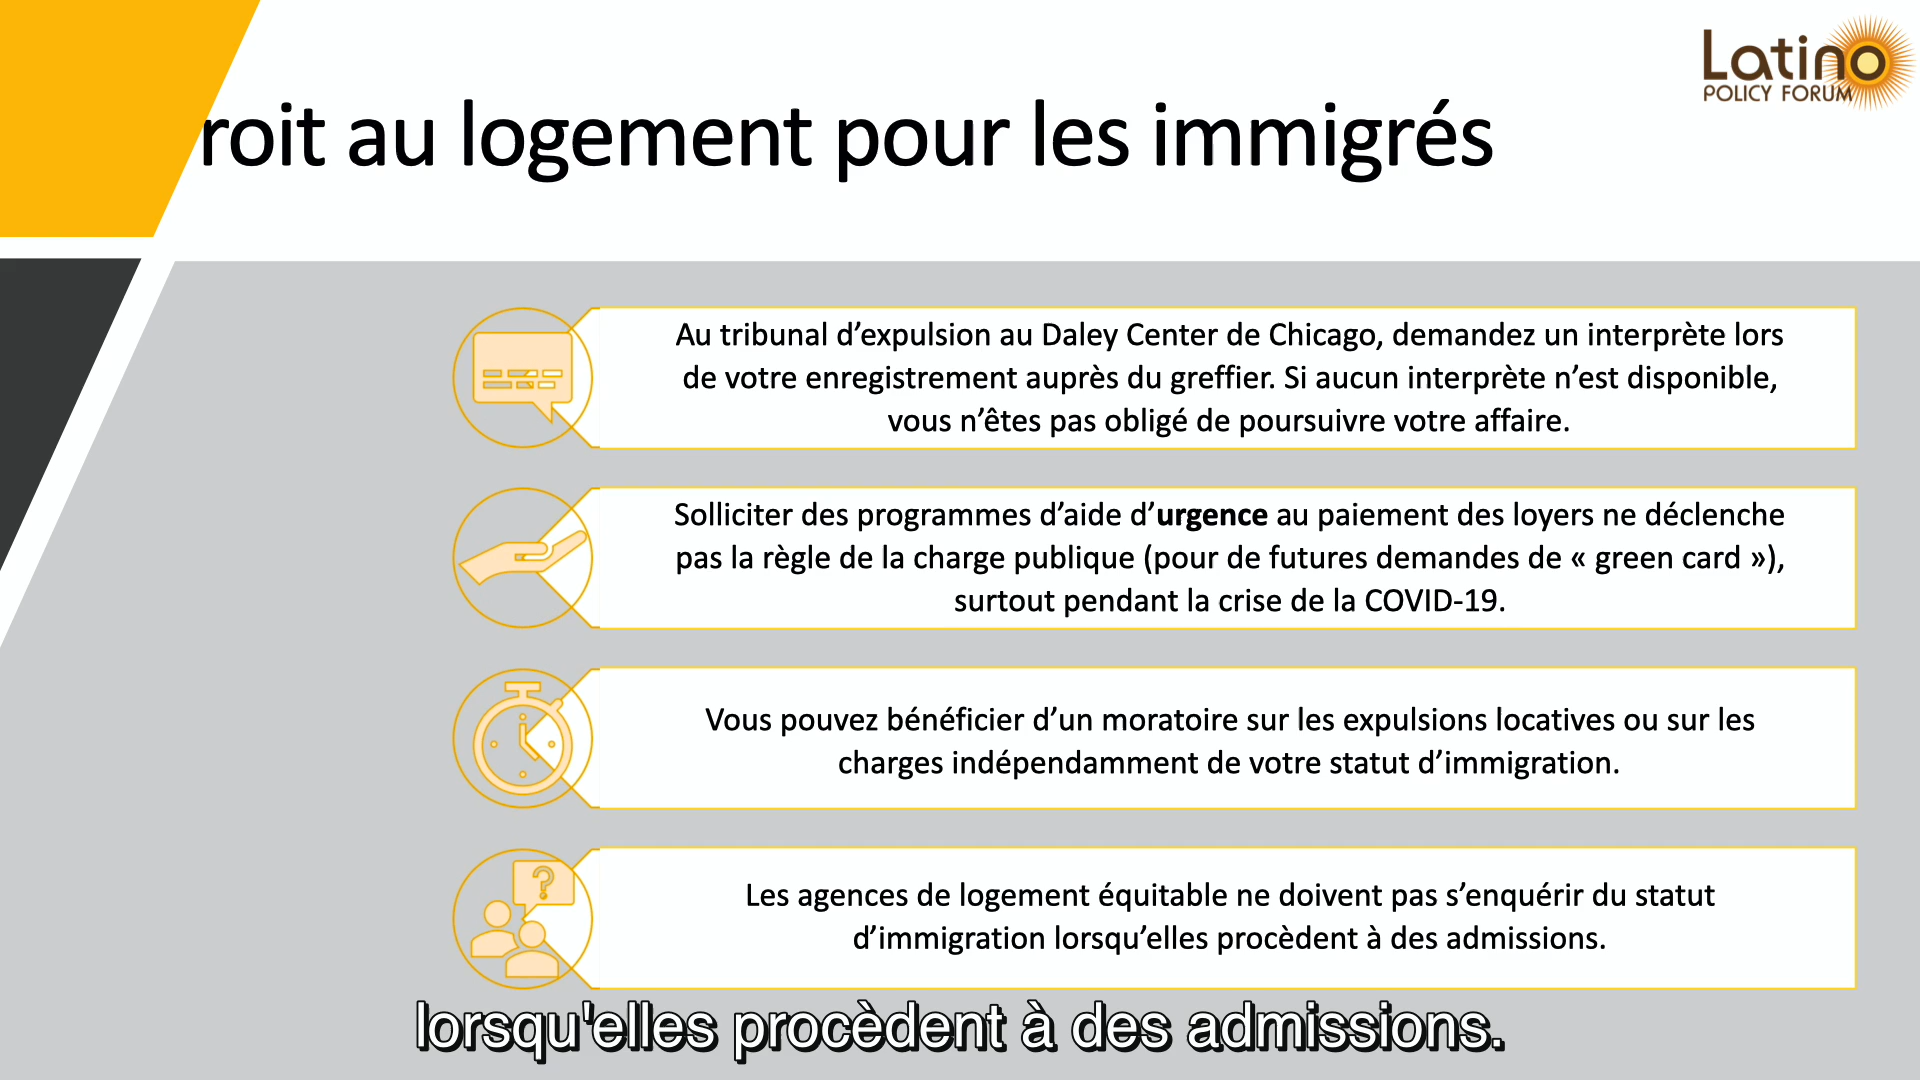 Latino
POLICY FORUM
roit au logement pour les immigrés
Au tribunal d’expulsion au Daley Center de Chicago, demandez un interprète lors
de votre enregistrement auprès du greffier. Si aucun interprète n’est disponible,
vous n’êtes pas obligé de poursuivre votre affaire.
Solliciter des programmes d’aide d’urgence au paiement des loyers ne déclenche
pas la règle de la charge publique (pour de futures demandes de « green card »),
surtout pendant la crise de la COVID-19.
Vous pouvez bénéficier d’un moratoire sur les expulsions locatives ou sur les
charges indépendamment de votre statut d’immigration.
?
Les agences de logement équitable ne doivent pas s’enquérir du statut
d’immigration lorsqu’elles procèdent à des admissions.
lorsqu'elles procèdent à des admissions.